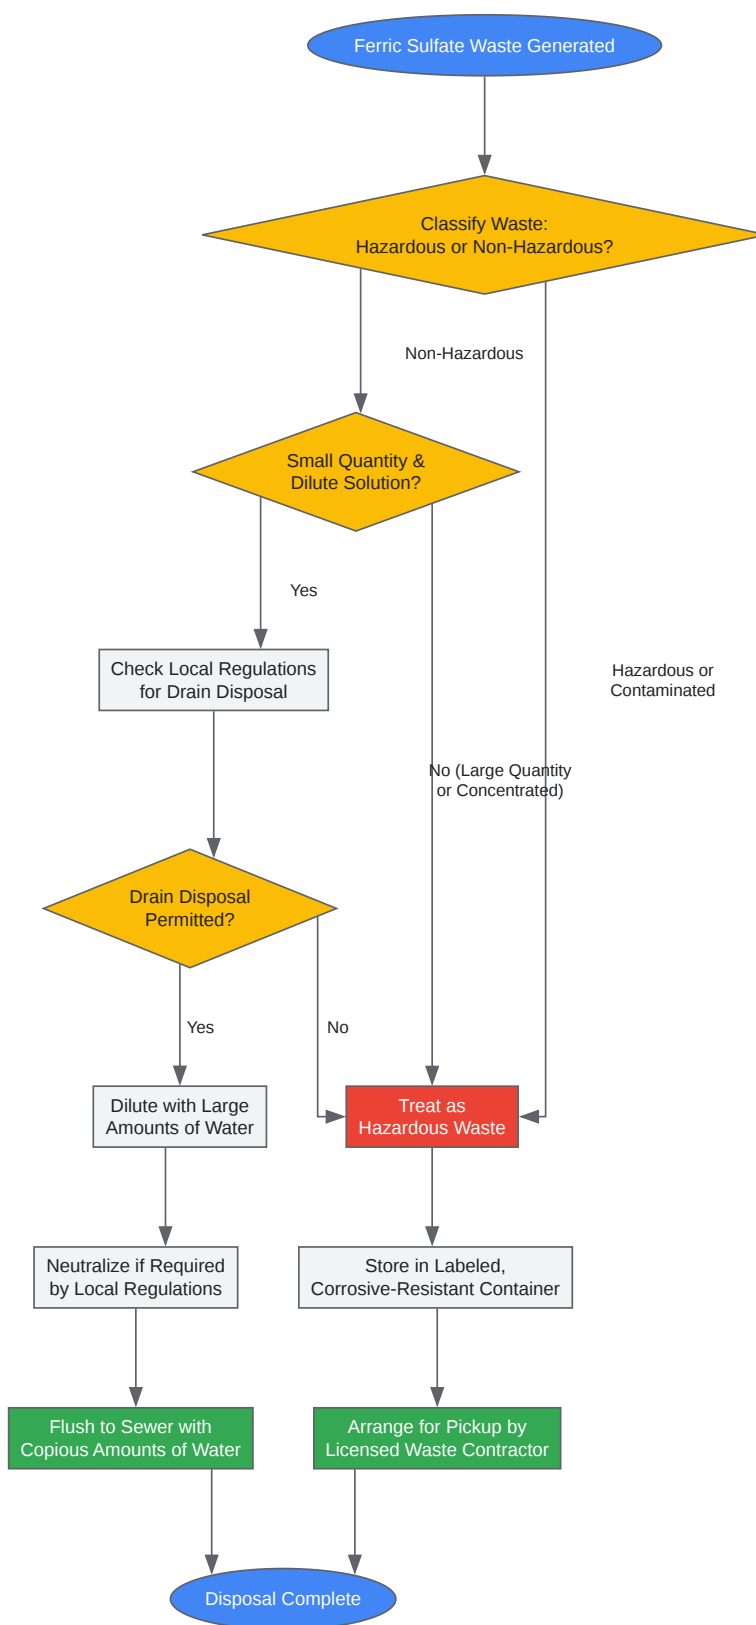 Ferric Sulfate Waste Generated
Classify Waste:
Hazardous or Non-Hazardous?
Non-Hazardous
Small Quantity &
Dilute Solution?
Yes
Check Local Regulations
for Drain Disposal
Hazardous or
Contaminated
No (Large Quantity
or Concentrated)
Drain Disposal
Permitted?
Yes
No
Dilute with Large
Amounts of Water
Treat as
Hazardous Waste
Neutralize if Required
by Local Regulations
Store in Labeled,
Corrosive-Resistant Container
Flush to Sewer with
Copious Amounts of Water
Arrange for Pickup by
Licensed Waste Contractor
Disposal Complete